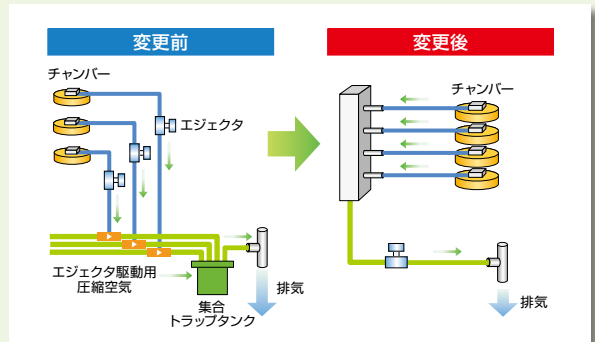 変更前
チャンバー
エジェクタ
エジェクタ駆動用
圧縮空気
集合
トラップタンク
排気
変更後
チャンバー
排気